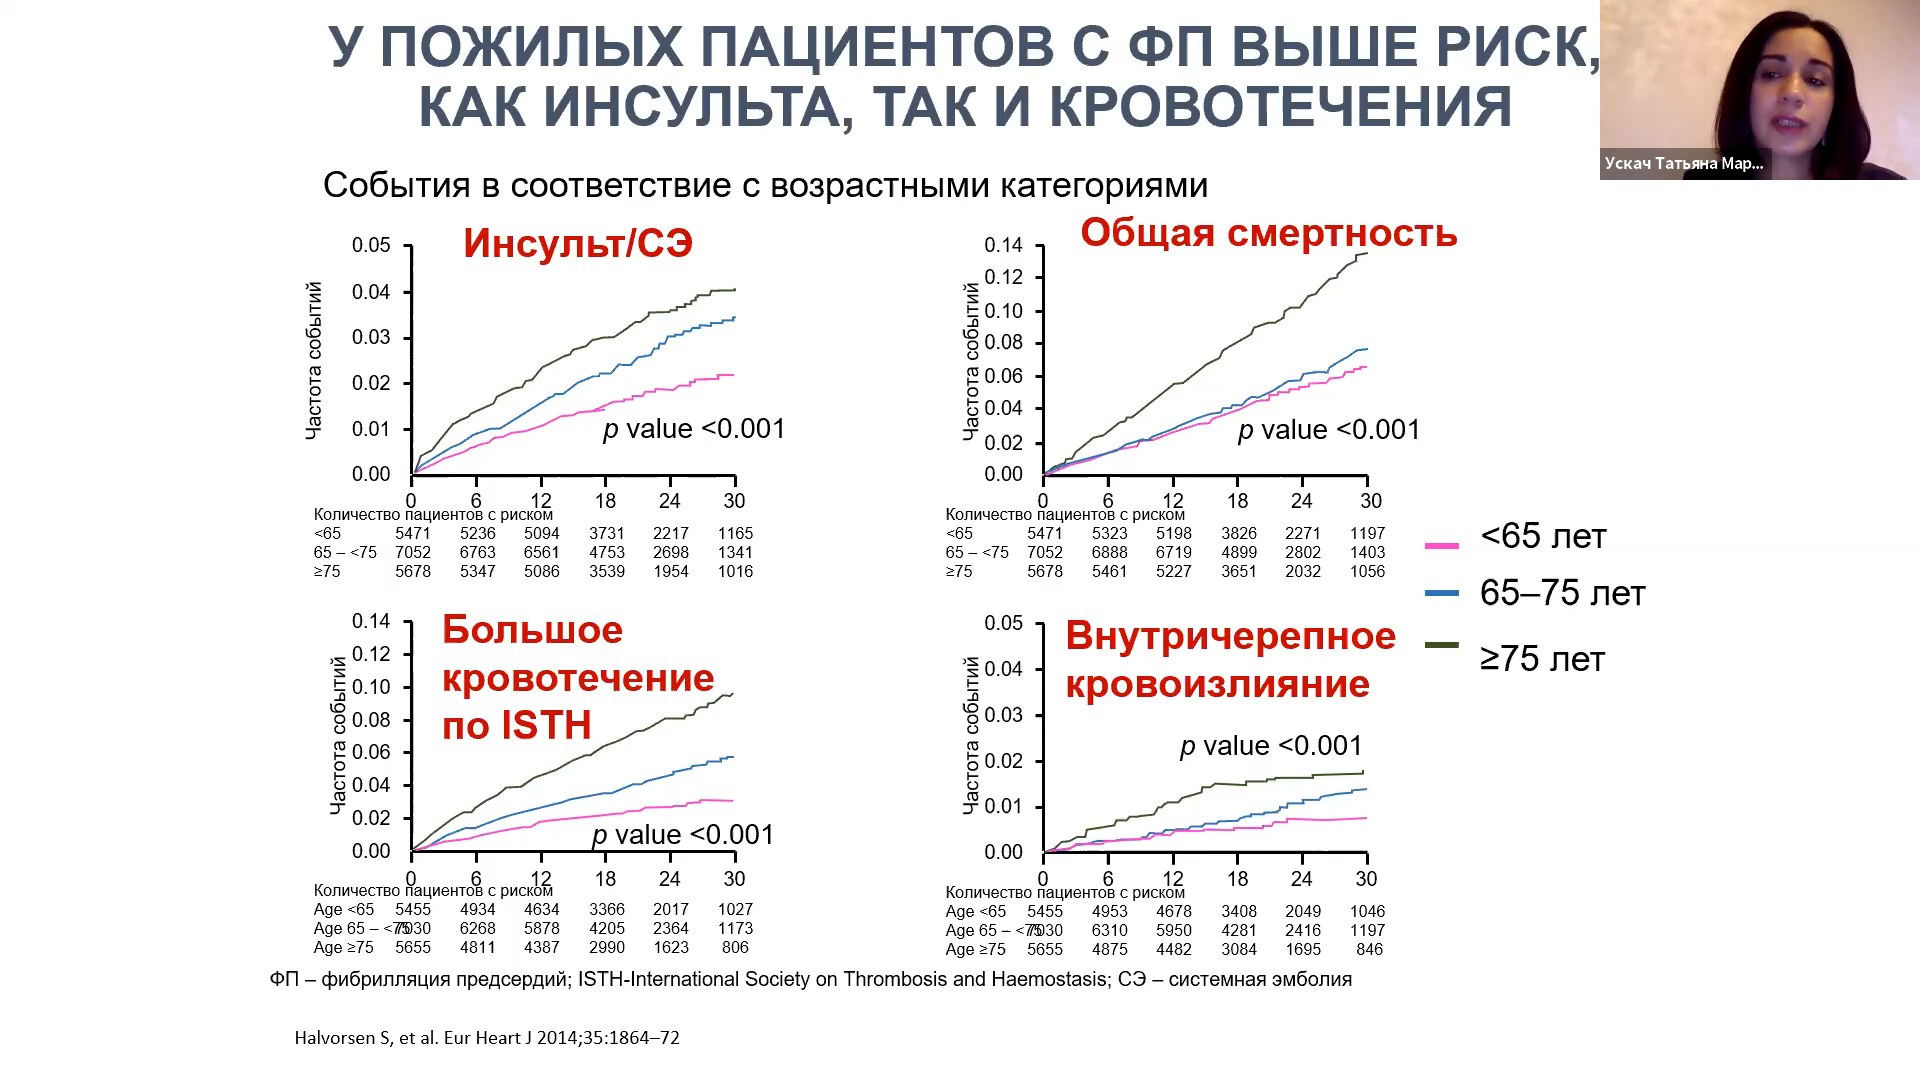 У ПОЖИЛЫХ ПАЦИЕНТОВ С ФП ВЫШЕ РИСК,
КАК ИНСУЛЬТА, ТАК И КРОВОТЕЧЕНИЯ
Ускач Татьяна Мар...
События в соответствие с возрастными категориями
Инсульт/СЭ
Частота событий
0.05
0.04
0.03
0.02
0.01
0.00
p value <0.001
0 6 12 18 24 30
Количество пациентов с риском
<65 5471 5236 5094 3731 2217 1165
65 – <75 7052 6763 6561 4753 2698 1341
≥75 5678 5347 5086 3539 1954 1016
Общая смертность
Частота событий
0.14
0.12
0.10
0.08
0.06
0.04
0.02
0.00
p value <0.001
0 6 12 18 24 30
Количество пациентов с риском
<65 5471 5323 5198 3826 2271 1197
65 – <75 7052 6888 6719 4899 2802 1403
≥75 5678 5461 5227 3651 2032 1056
<65 лет
65–75 лет
≥75 лет
Большое
кровотечение
по ISTH
Частота событий
0.14
0.12
0.10
0.08
0.06
0.04
0.02
0.00
p value <0.001
0 6 12 18 24 30
Количество пациентов с риском
Age <65 5455 4934 4634 3366 2017 1027
Age 65 – <75 7030 6268 5878 4205 2364 1173
Age ≥75 5655 4811 4387 2990 1623 806
Внутричерепное
кровоизлияние
Частота событий
0.05
0.04
0.03
0.02
0.01
0.00
p value <0.001
0 6 12 18 24 30
Количество пациентов с риском
Age <65 5455 4953 4678 3408 2049 1046
Age 65 – <75 7030 6310 5950 4281 2416 1197
Age ≥75 5655 4875 4482 3084 1695 846
ФП – фибрилляция предсердий; ISTH-International Society on Thrombosis and Haemostasis; СЭ – системная эмболия
Halvorsen S, et al. Eur Heart J 2014;35:1864–72